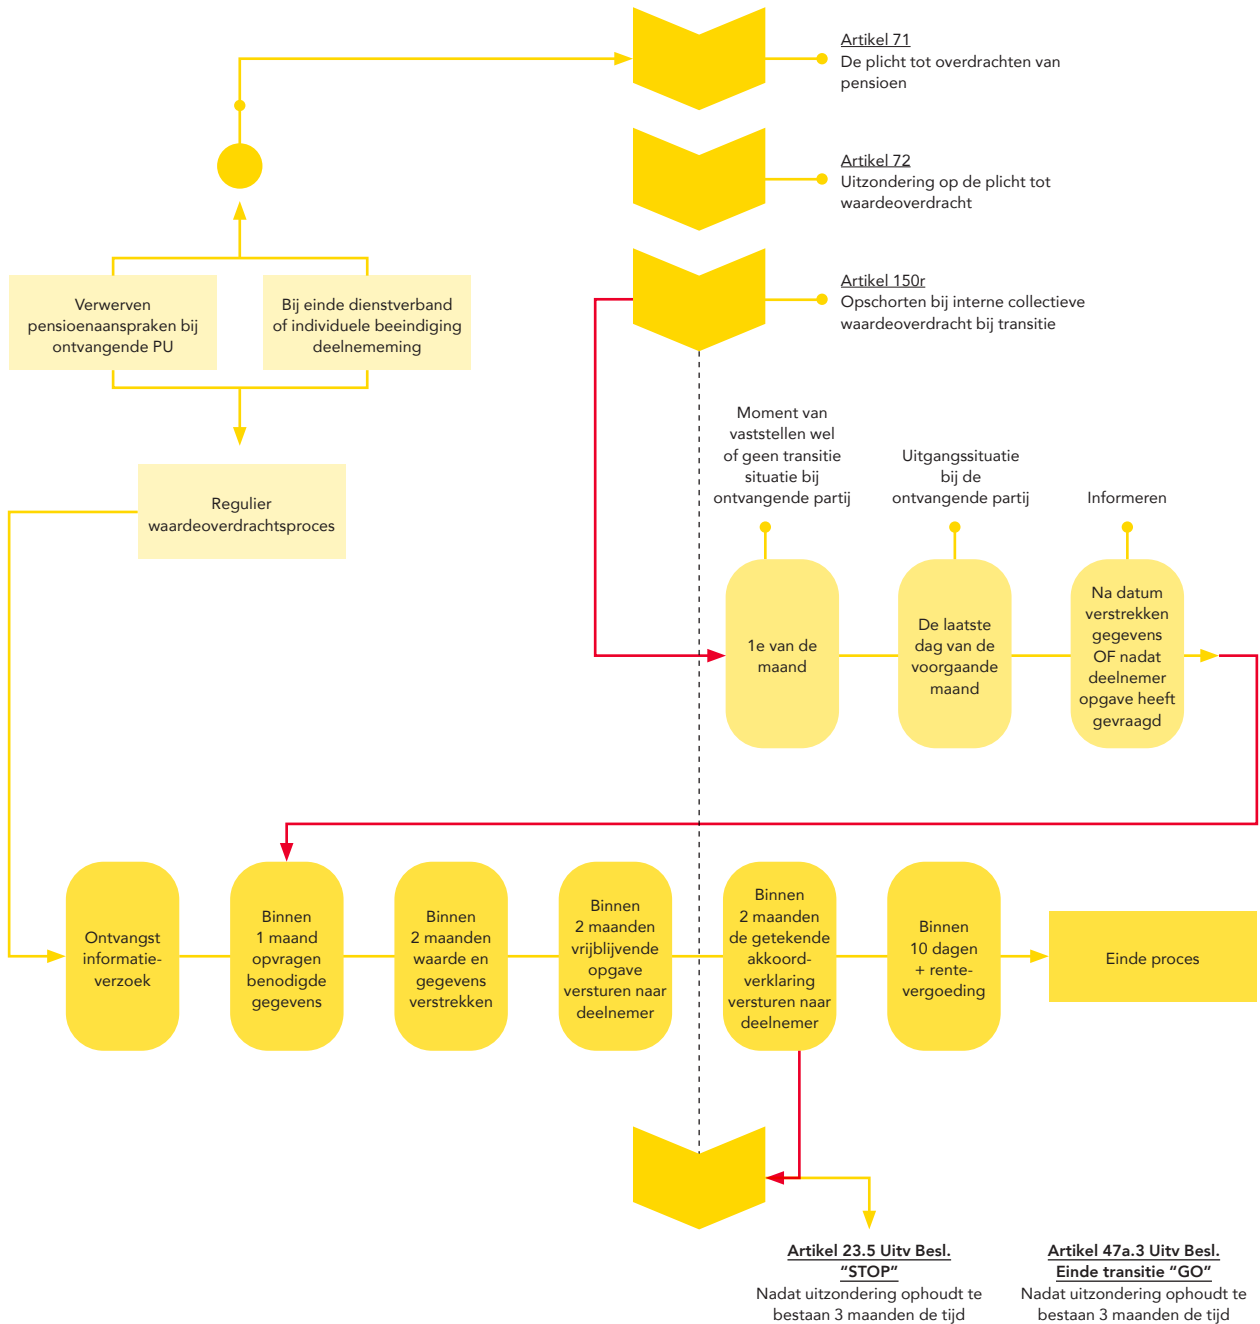 Artikel 71
De plicht tot overdrachten van
pensioen
Artikel 72
Uitzondering op de plicht tot
waardeoverdracht
Artikel 150r
Opschorten bij interne collectieve
waardeoverdracht bij transitie
Verwerven
pensioenaanspraken bij
ontvangende PU
Bij einde dienstverband
of individuele beeindiging
deelnememing
Regulier
waardeoverdrachtsproces
Moment van
vaststellen wel
of geen transitie
situatie bij
ontvangende partij
Uitgangssituatie
bij de
ontvangende partij
Informeren
1e van de
maand
De laatste
dag van de
voorgaande
maand
Na datum
verstrekken
gegevens
OF nadat
deelnemer
opgave heeft
gevraagd
Ontvangst
informatie-
verzoek
Binnen
1 maand
opvragen
benodigde
gegevens
Binnen
2 maanden
waarde en
gegevens
verstrekken
Binnen
2 maanden
vrijblijvende
opgave
versturen naar
deelnemer
Binnen
2 maanden
de getekende
akkoord-
verklaring
versturen naar
deelnemer
Binnen
10 dagen
+ rente-
vergoeding
Einde proces
Artikel 23.5 Uitv Besl.
"STOP"
Nadat uitzondering ophoudt te
bestaan 3 maanden de tijd
Artikel 47a.3 Uitv Besl.
Einde transitie "GO"
Nadat uitzondering ophoudt te
bestaan 3 maanden de tijd